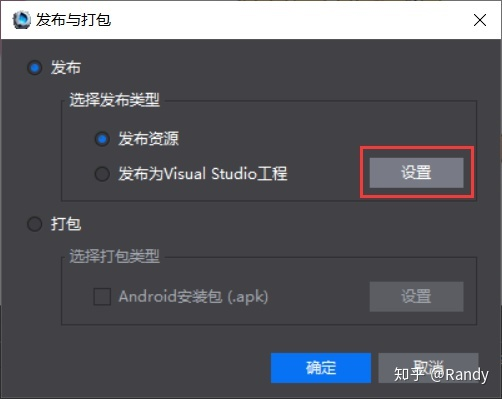 发布与打包
发布
选择发布类型
发布资源
发布为Visual Studio工程
设置
打包
选择打包类型
Android安装包 (.apk)
设置
确定
取消
知乎 @Randy